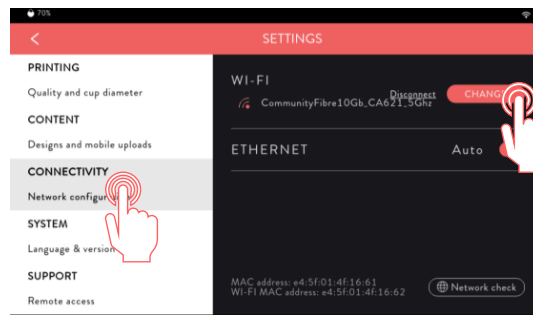 70%
SETTINGS
PRINTING
Quality and cup diameter
CONTENT
Designs and mobile uploads
CONNECTIVITY
Network
SYSTEM
Language & version
SUPPORT
Remote access
WI-FI
Disconnect
CommunityFibre10Gb_CA621_5Ghz
ETHERNET
Auto
MAC address: e4:5f:01:4f:16:61
WI-FI MAC address: e4:5f:01:4f:16:62
Network check